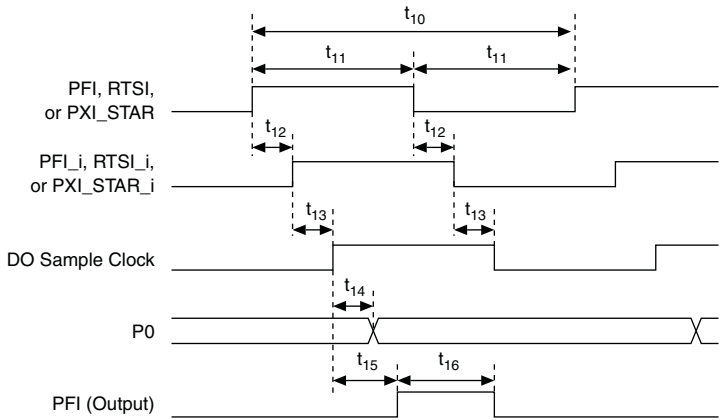 t10
t11 t11
PFI, RTSI,
or PXI_STAR
t12 t12
PFI_i, RTSI_i,
or PXI_STAR_i
t13 t13
DO Sample Clock
t14
P0
t15 t16
PFI (Output)